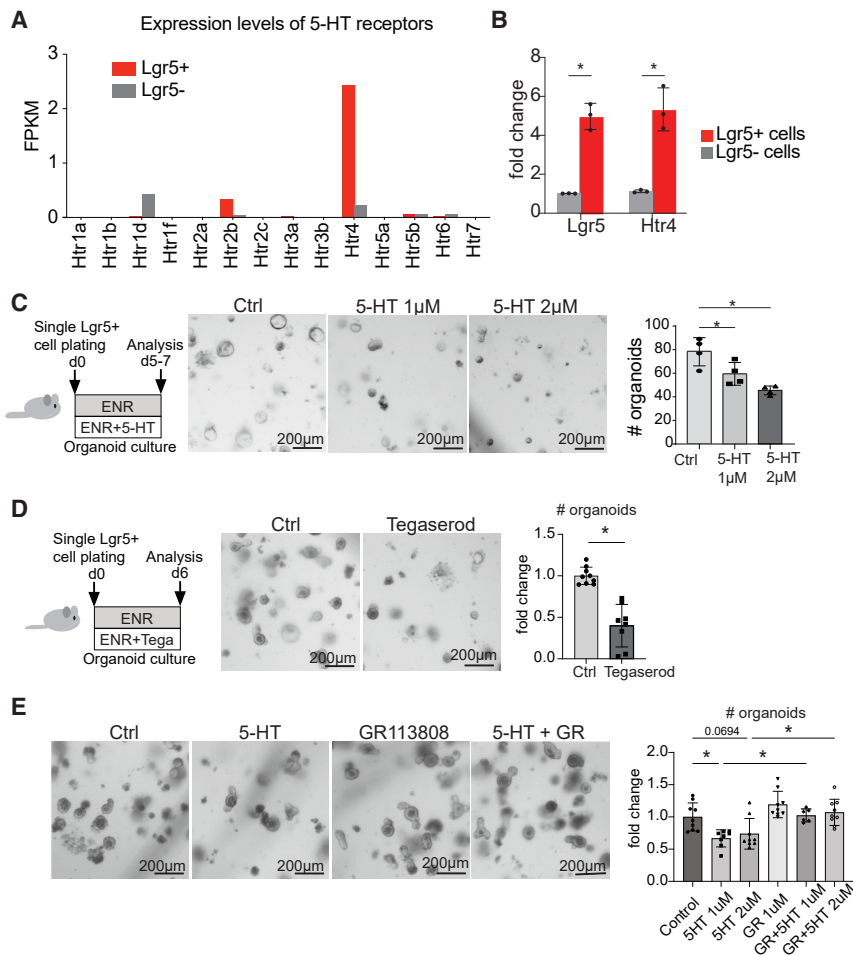 A
Expression levels of 5-HT receptors
3
2
1
0
FPKM
Lgr5+
Lgr5-
Htr1a
Htr1b
Htr1d
Htr1f
Htr2a
Htr2b
Htr2c
Htr3a
Htr3b
Htr4
Htr5a
Htr5b
Htr6
Htr7
B
8
6
4
2
0
fold change
*
*
Lgr5
Htr4
Lgr5+ cells
Lgr5- cells
C
Single Lgr5+
cell plating
d0
Analysis
d5-7
ENR
ENR+5-HT
Organoid culture
Ctrl
5-HT 1µM
5-HT 2µM
200µm
200µm
200µm
*
*
100
80
60
40
20
0
# organoids
Ctrl
5-HT
1µM
5-HT
2µM
D
Single Lgr5+
cell plating
d0
Analysis
d6
ENR
ENR+Tega
Organoid culture
Ctrl
Tegaserod
200µm
200µm
# organoids
1.5
1.0
0.5
0.0
fold change
*
Ctrl
Tegaserod
E
Ctrl
5-HT
GR113808
5-HT + GR
200µm
200µm
200µm
200µm
# organoids
0.0694
*
*
*
2.0
1.5
1.0
0.5
0.0
fold change
Control
5HT 1uM
5HT 2uM
GR 1uM
GR+5HT 1uM
GR+5HT 2uM